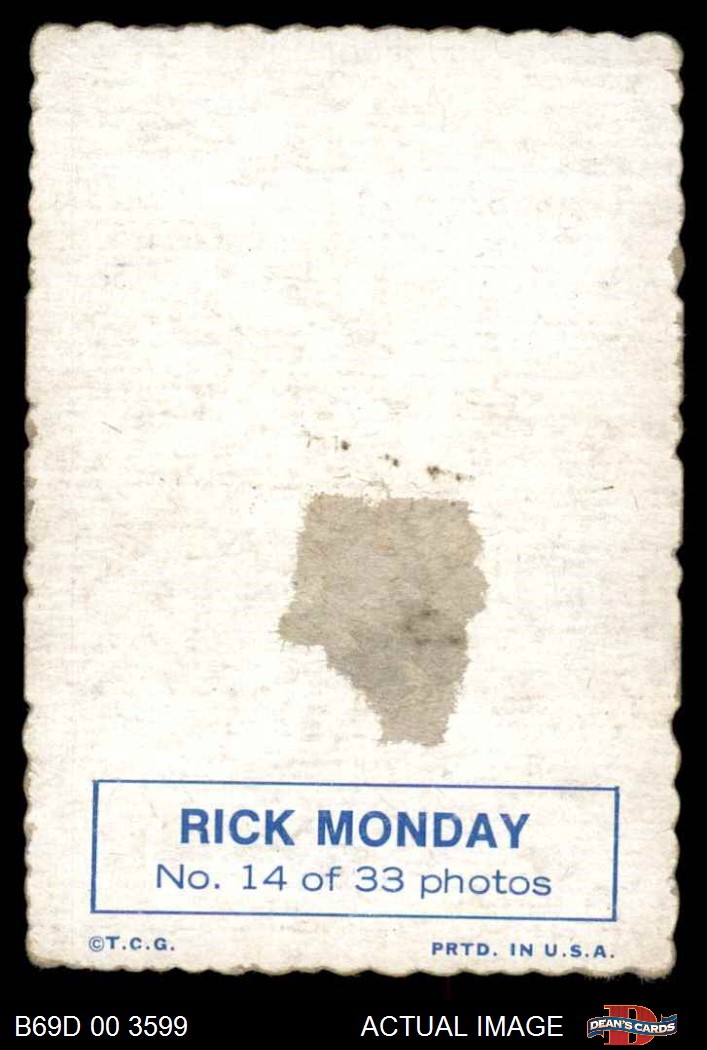 RICK MONDAY
No. 14 of 33 photos
©T.C.G. PRTD. IN U.S.A.
B69D 00 3599 ACTUAL IMAGE D DEAN'S CARDS